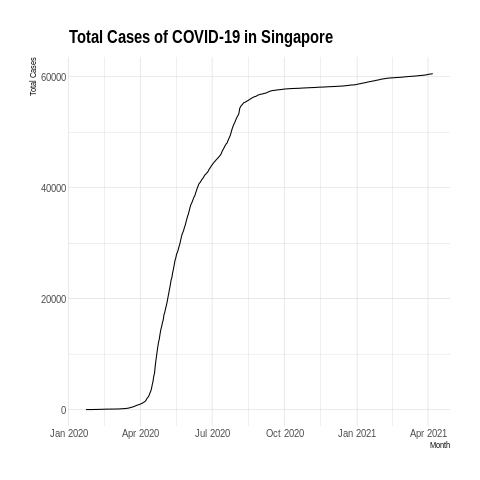 Total Cases of COVID-19 in Singapore
Total Cases
60000
40000
20000
0
Jan 2020 Apr 2020 Jul 2020 Oct 2020 Jan 2021 Apr 2021
Month